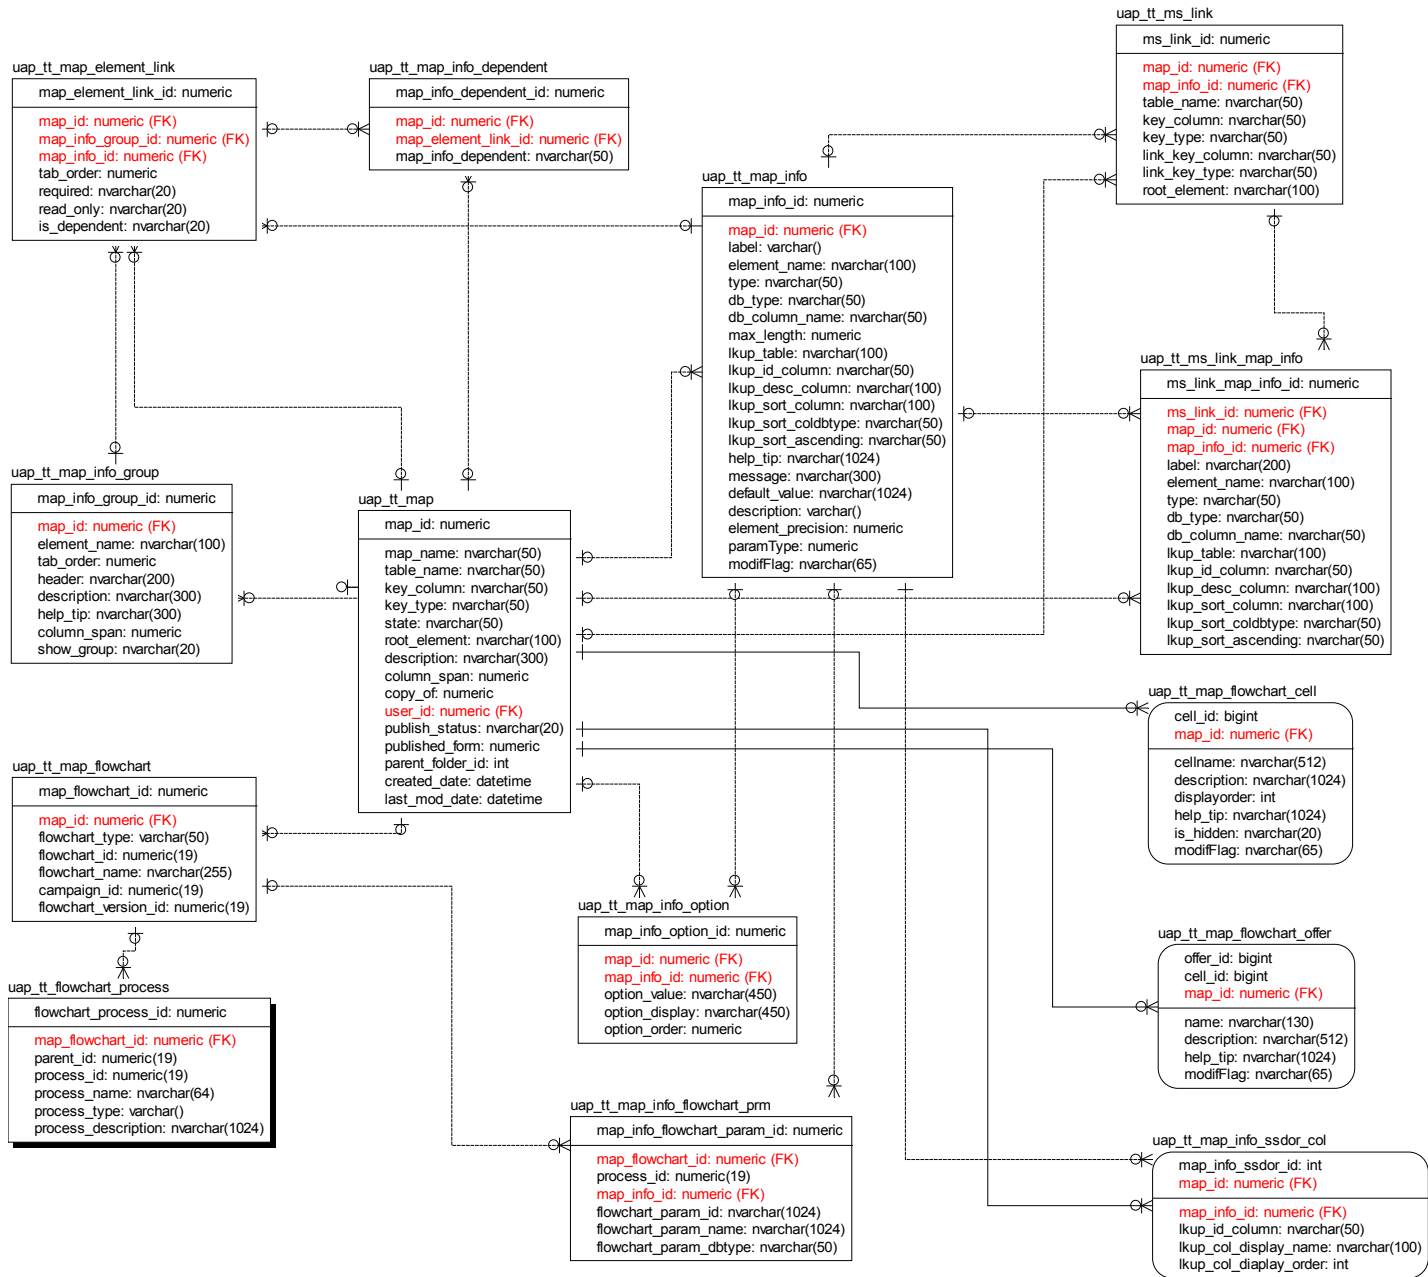 uap_tt_ms_link
ms_link_id: numeric
map_id: numeric (FK)
map_info_id: numeric (FK)
table_name: nvarchar(50)
key_column: nvarchar(50)
key_type: nvarchar(50)
link_key_column: nvarchar(50)
link_key_type: nvarchar(50)
root_element: nvarchar(100)
uap_tt_map_element_link
map_element_link_id: numeric
map_id: numeric (FK)
map_info_group_id: numeric (FK)
map_info_id: numeric (FK)
tab_order: numeric
required: nvarchar(20)
read_only: nvarchar(20)
is_dependent: nvarchar(20)
uap_tt_map_info_dependent
map_info_dependent_id: numeric
map_id: numeric (FK)
map_element_link_id: numeric (FK)
map_info_dependent: nvarchar(50)
uap_tt_map_info
map_info_id: numeric
map_id: numeric (FK)
label: varchar()
element_name: nvarchar(100)
type: nvarchar(50)
db_type: nvarchar(50)
db_column_name: nvarchar(50)
max_length: numeric
lkup_table: nvarchar(100)
lkup_id_column: nvarchar(50)
lkup_desc_column: nvarchar(100)
lkup_sort_column: nvarchar(100)
lkup_sort_coldbtype: nvarchar(50)
lkup_sort_ascending: nvarchar(50)
help_tip: nvarchar(1024)
message: nvarchar(300)
default_value: nvarchar(1024)
description: varchar()
element_precision: numeric
paramType: numeric
modifFlag: nvarchar(65)
uap_tt_ms_link_map_info
ms_link_map_info_id: numeric
ms_link_id: numeric (FK)
map_id: numeric (FK)
map_info_id: numeric (FK)
label: nvarchar(200)
element_name: nvarchar(100)
type: nvarchar(50)
db_type: nvarchar(50)
db_column_name: nvarchar(50)
lkup_table: nvarchar(100)
lkup_id_column: nvarchar(50)
lkup_desc_column: nvarchar(100)
lkup_sort_column: nvarchar(100)
lkup_sort_coldbtype: nvarchar(50)
lkup_sort_ascending: nvarchar(50)
uap_tt_map_info_group
map_info_group_id: numeric
map_id: numeric (FK)
element_name: nvarchar(100)
tab_order: numeric
header: nvarchar(200)
description: nvarchar(300)
help_tip: nvarchar(300)
column_span: numeric
show_group: nvarchar(20)
uap_tt_map
map_id: numeric
map_name: nvarchar(50)
table_name: nvarchar(50)
key_column: nvarchar(50)
key_type: nvarchar(50)
state: nvarchar(50)
root_element: nvarchar(100)
description: nvarchar(300)
column_span: numeric
copy_of: numeric
user_id: numeric (FK)
publish_status: nvarchar(20)
published_form: numeric
parent_folder_id: int
created_date: datetime
last_mod_date: datetime
uap_tt_map_flowchart_cell
cell_id: bigint
map_id: numeric (FK)
cellname: nvarchar(512)
description: nvarchar(1024)
displayorder: int
help_tip: nvarchar(1024)
is_hidden: nvarchar(20)
modifFlag: nvarchar(65)
uap_tt_map_flowchart
map_flowchart_id: numeric
map_id: numeric (FK)
flowchart_type: varchar(50)
flowchart_id: numeric(19)
flowchart_name: nvarchar(255)
campaign_id: numeric(19)
flowchart_version_id: numeric(19)
uap_tt_map_info_option
map_info_option_id: numeric
map_id: numeric (FK)
map_info_id: numeric (FK)
option_value: nvarchar(450)
option_display: nvarchar(450)
option_order: numeric
uap_tt_map_flowchart_offer
offer_id: bigint
cell_id: bigint
map_id: numeric (FK)
name: nvarchar(130)
description: nvarchar(512)
help_tip: nvarchar(1024)
modifFlag: nvarchar(65)
uap_tt_flowchart_process
flowchart_process_id: numeric
map_flowchart_id: numeric (FK)
parent_id: numeric(19)
process_id: numeric(19)
process_name: nvarchar(64)
process_type: varchar()
process_description: nvarchar(1024)
uap_tt_map_info_flowchart_prm
map_info_flowchart_param_id: numeric
map_flowchart_id: numeric (FK)
process_id: numeric(19)
map_info_id: numeric (FK)
flowchart_param_id: nvarchar(1024)
flowchart_param_name: nvarchar(1024)
flowchart_param_dbtype: nvarchar(50)
uap_tt_map_info_ssdor_col
map_info_ssdor_id: int
map_id: numeric (FK)
map_info_id: numeric (FK)
lkup_id_column: nvarchar(50)
lkup_col_display_name: nvarchar(100)
lkup_col_diaplay_order: int